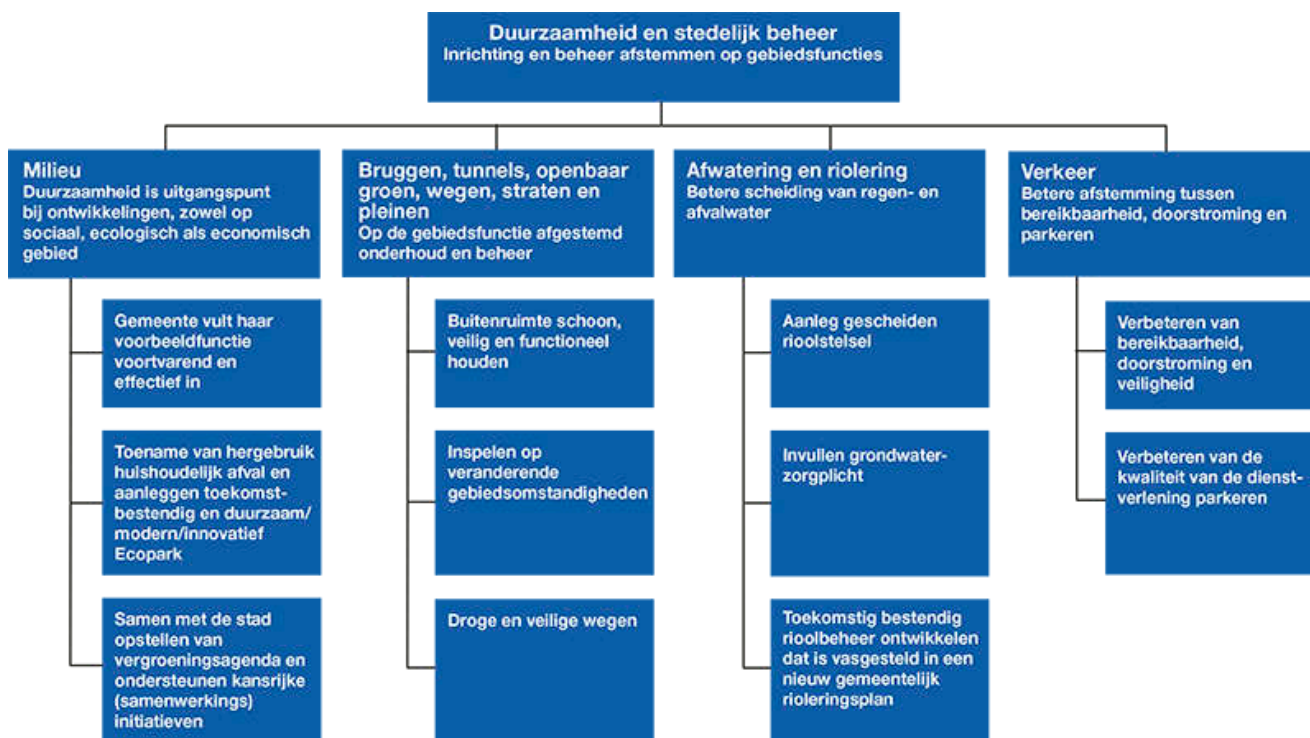 Duurzaamheid en stedelijk beheer
Inrichting en beheer afstemmen op gebiedsfuncties
Milieu
Duurzaamheid is uitgangspunt
bij ontwikkelingen, zowel op
sociaal, ecologisch als economisch
gebied
Gemeente vult haar
voorbeeldfunctie
voortvarend en
effectief in
Toename van hergebruik
huishoudelijk afval en
aanleggen toekomst-
bestendig en duurzaam/
modern/innovatief
Ecopark
Samen met de stad
opstellen van
vergroeningsagenda en
ondersteunen kansrijke
(samenwerkings)
initiatieven
Bruggen, tunnels, openbaar
groen, wegen, straten en
pleinen
Op de gebiedsfunctie afgestemd
onderhoud en beheer
Buitenruimte schoon,
veilig en functioneel
houden
Inspelen op
veranderende
gebiedsomstandigheden
Droge en veilige wegen
Afwatering en riolering
Betere scheiding van regen- en
afvalwater
Aanleg gescheiden
rioolstelsel
Invullen grondwater-
zorgplicht
Toekomstig bestendig
rioolbeheer ontwikkelen
dat is vasgesteld in een
nieuw gemeentelijk
rioleringsplan
Verkeer
Betere afstemming tussen
bereikbaarheid, doorstroming en
parkeren
Verbeteren van
bereikbaarheid,
doorstroming en
veiligheid
Verbeteren van de
kwaliteit van de dienst-
verlening parkeren